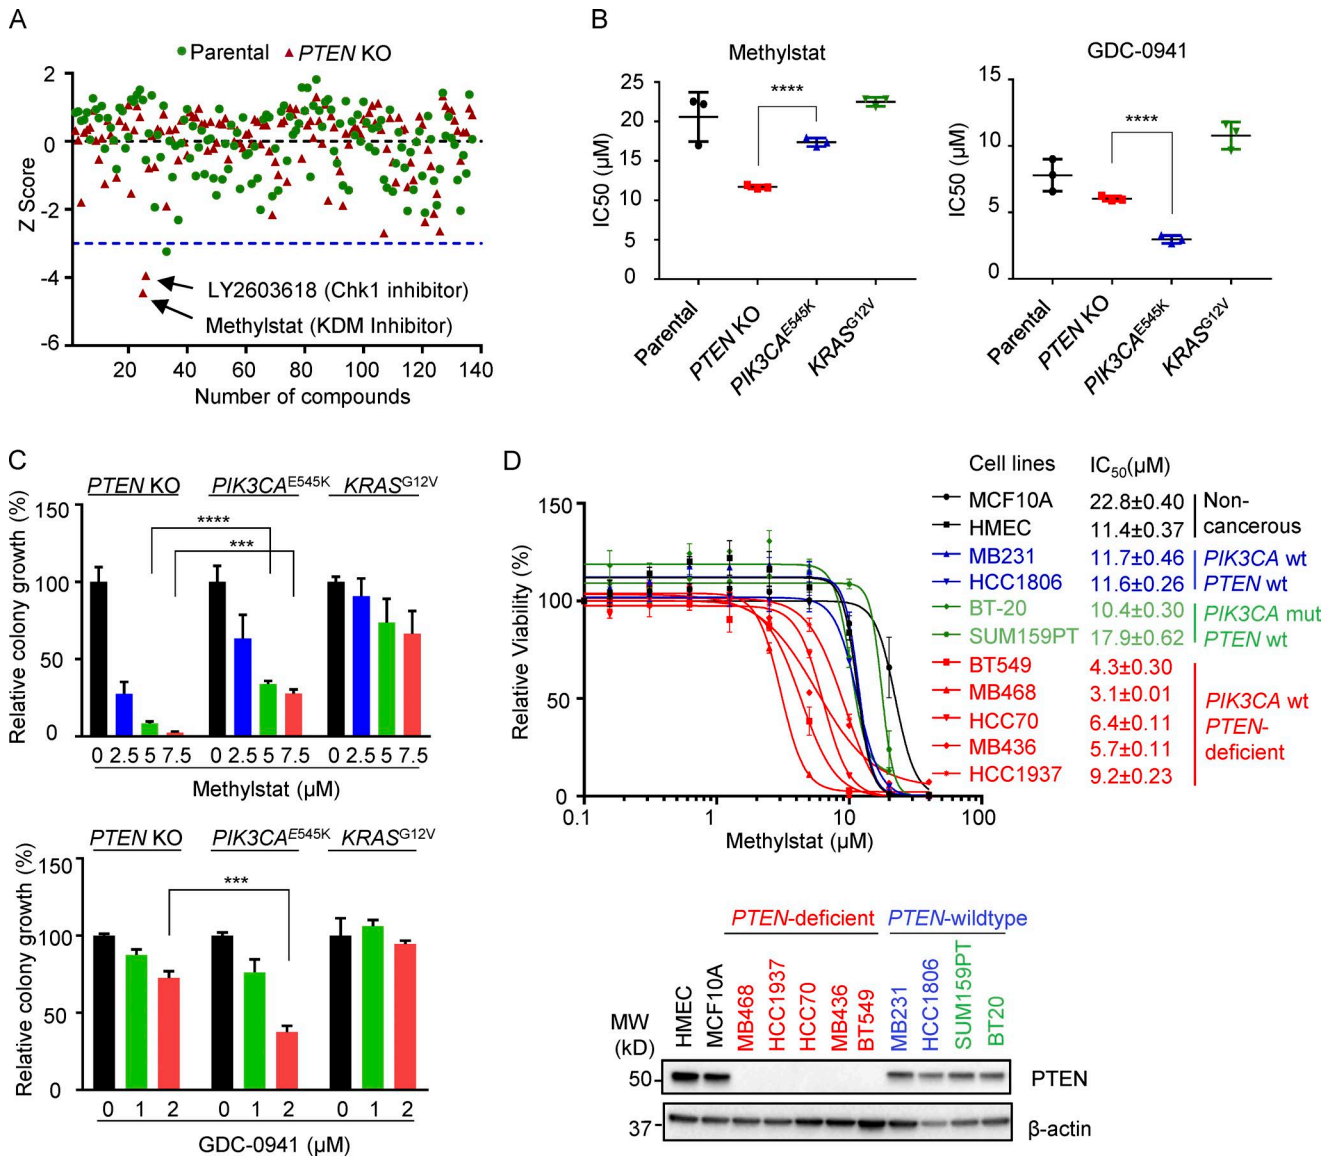 A
Parental PTEN KO
2
0
-2
-4
-6
Z Score
LY2603618 (Chk1 inhibitor)
Methylstat (KDM Inhibitor)
20 40 60 80 100 120 140
Number of compounds
B
Methylstat
25
20
15
10
5
0
IC50 (µM)
****
Parental
PTEN KO
PIK3CAE545K
KRASG12V
GDC-0941
15
10
5
0
IC50 (µM)
****
Parental
PTEN KO
PIK3CAE545K
KRASG12V
C
PTEN KO PIK3CAE545K KRASG12V
150
100
50
0
Relative colony growth (%)
****
***
0 2.5 5 7.5 0 2.5 5 7.5 0 2.5 5 7.5
Methylstat (µM)
PTEN KO PIK3CAE545K KRASG12V
150
100
50
0
Relative colony growth (%)
***
0 1 2 0 1 2 0 1 2
GDC-0941 (µM)
D
150
100
50
0
Relative Viability (%)
0.1 1 10 100
Methylstat (µM)
Cell lines IC50(µM)
MCF10A 22.8±0.40
HMEC 11.4±0.37
Non-
cancerous
MB231 11.7±0.46
HCC1806 11.6±0.26
PIK3CA wt
PTEN wt
BT-20 10.4±0.30
SUM159PT 17.9±0.62
PIK3CA mut
PTEN wt
BT549 4.3±0.30
MB468 3.1±0.01
HCC70 6.4±0.11
MB436 5.7±0.11
HCC1937 9.2±0.23
PIK3CA wt
PTEN-
deficient
PTEN-deficient PTEN-wildtype
HMEC
MCF10A
MB468
HCC1937
HCC70
MB436
BT549
MB231
HCC1806
SUM159PT
BT20
MW
(kD)
50 PTEN
37 β-actin